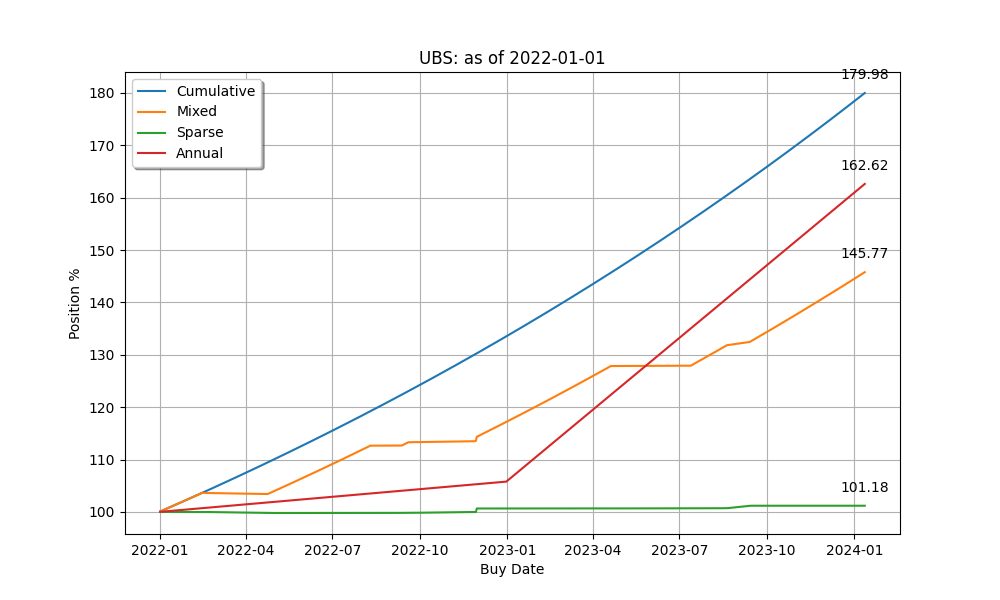 UBS: as of 2022-01-01
Cumulative
Mixed
Sparse
Annual
179.98
162.62
145.77
101.18
180
170
160
150
140
130
120
110
100
Position %
2022-01 2022-04 2022-07 2022-10 2023-01 2023-04 2023-07 2023-10 2024-01
Buy Date